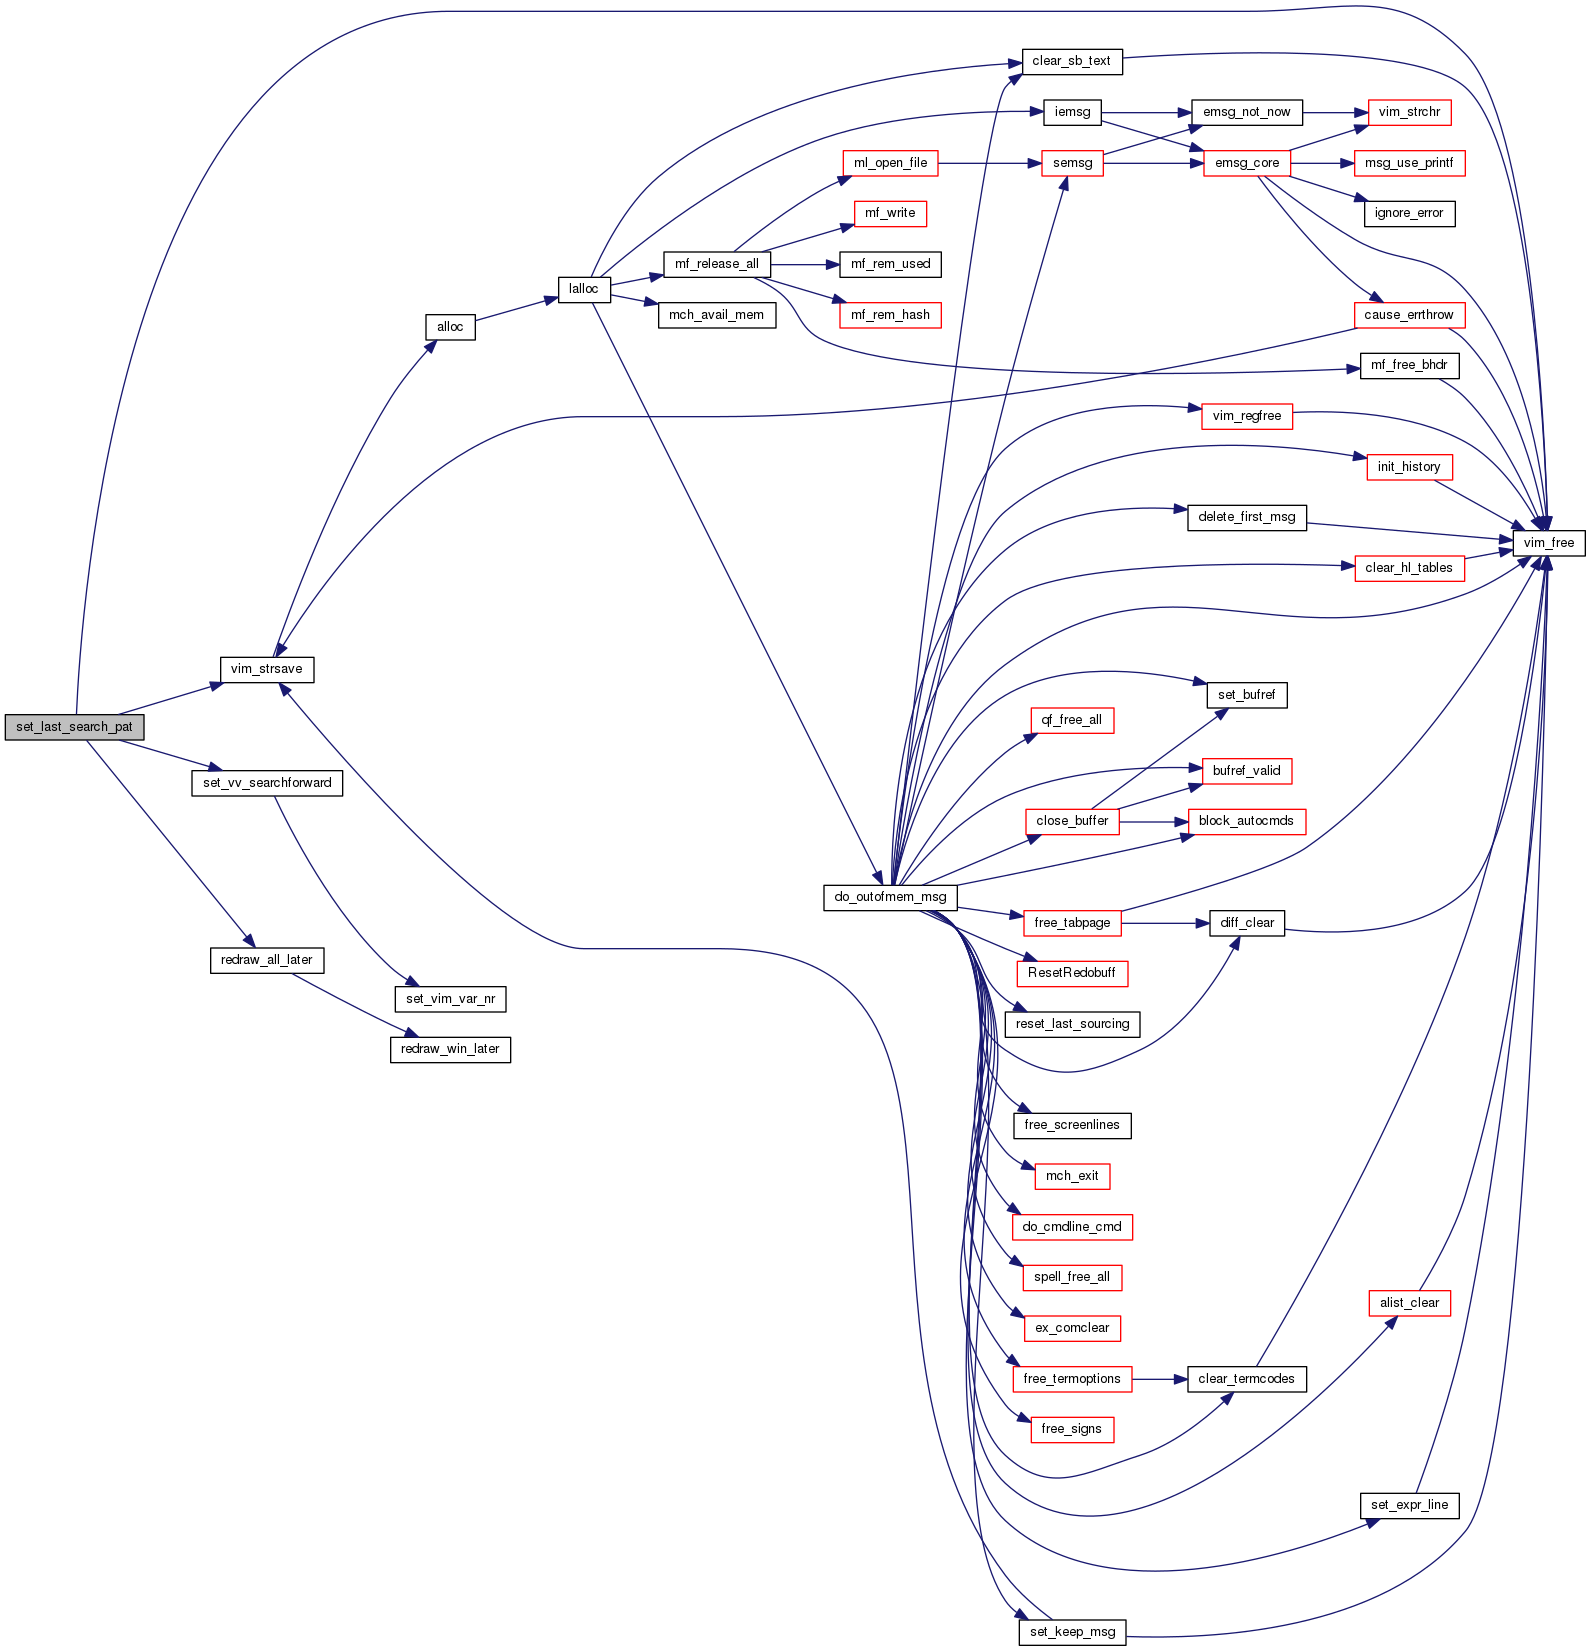 clear_sb_text
iemsg
emsg_not_now
vim_strchr
ml_open_file
semsg
emsg_core
msg_use_printf
mf_write
ignore_error
mf_release_all
mf_rem_used
lalloc
mch_avail_mem
mf_rem_hash
cause_errthrow
alloc
mf_free_bhdr
vim_regfree
init_history
delete_first_msg
vim_free
clear_hl_tables
vim_strsave
set_bufref
set_last_search_pat
qf_free_all
set_vv_searchforward
bufref_valid
close_buffer
block_autocmds
do_outofmem_msg
free_tabpage
diff_clear
redraw_all_later
ResetRedobuff
set_vim_var_nr
reset_last_sourcing
redraw_win_later
free_screenlines
mch_exit
do_cmdline_cmd
spell_free_all
alist_clear
ex_comclear
free_termoptions
clear_termcodes
free_signs
set_expr_line
set_keep_msg